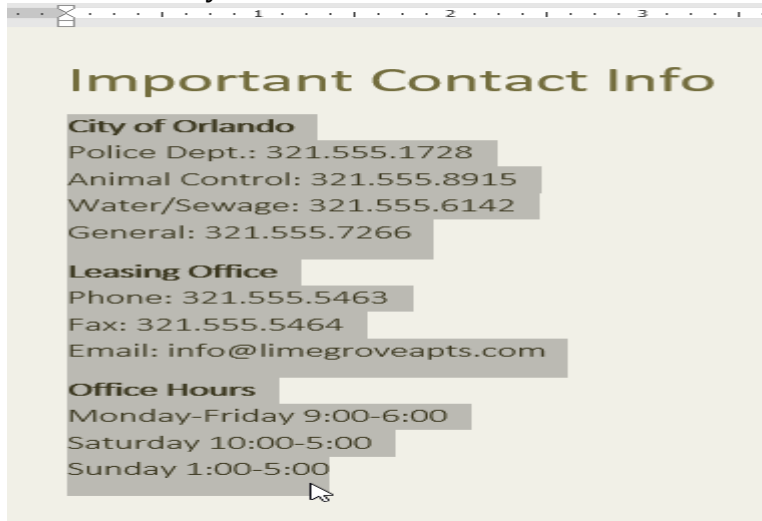 1 2 3
Important Contact Info
City of Orlando
Police Dept.: 321.555.1728
Animal Control: 321.555.8915
Water/Sewage: 321.555.6142
General: 321.555.7266
Leasing Office
Phone: 321.555.5463
Fax: 321.555.5464
Email: info@limegroveapts.com
Office Hours
Monday-Friday 9:00-6:00
Saturday 10:00-5:00
Sunday 1:00-5:00